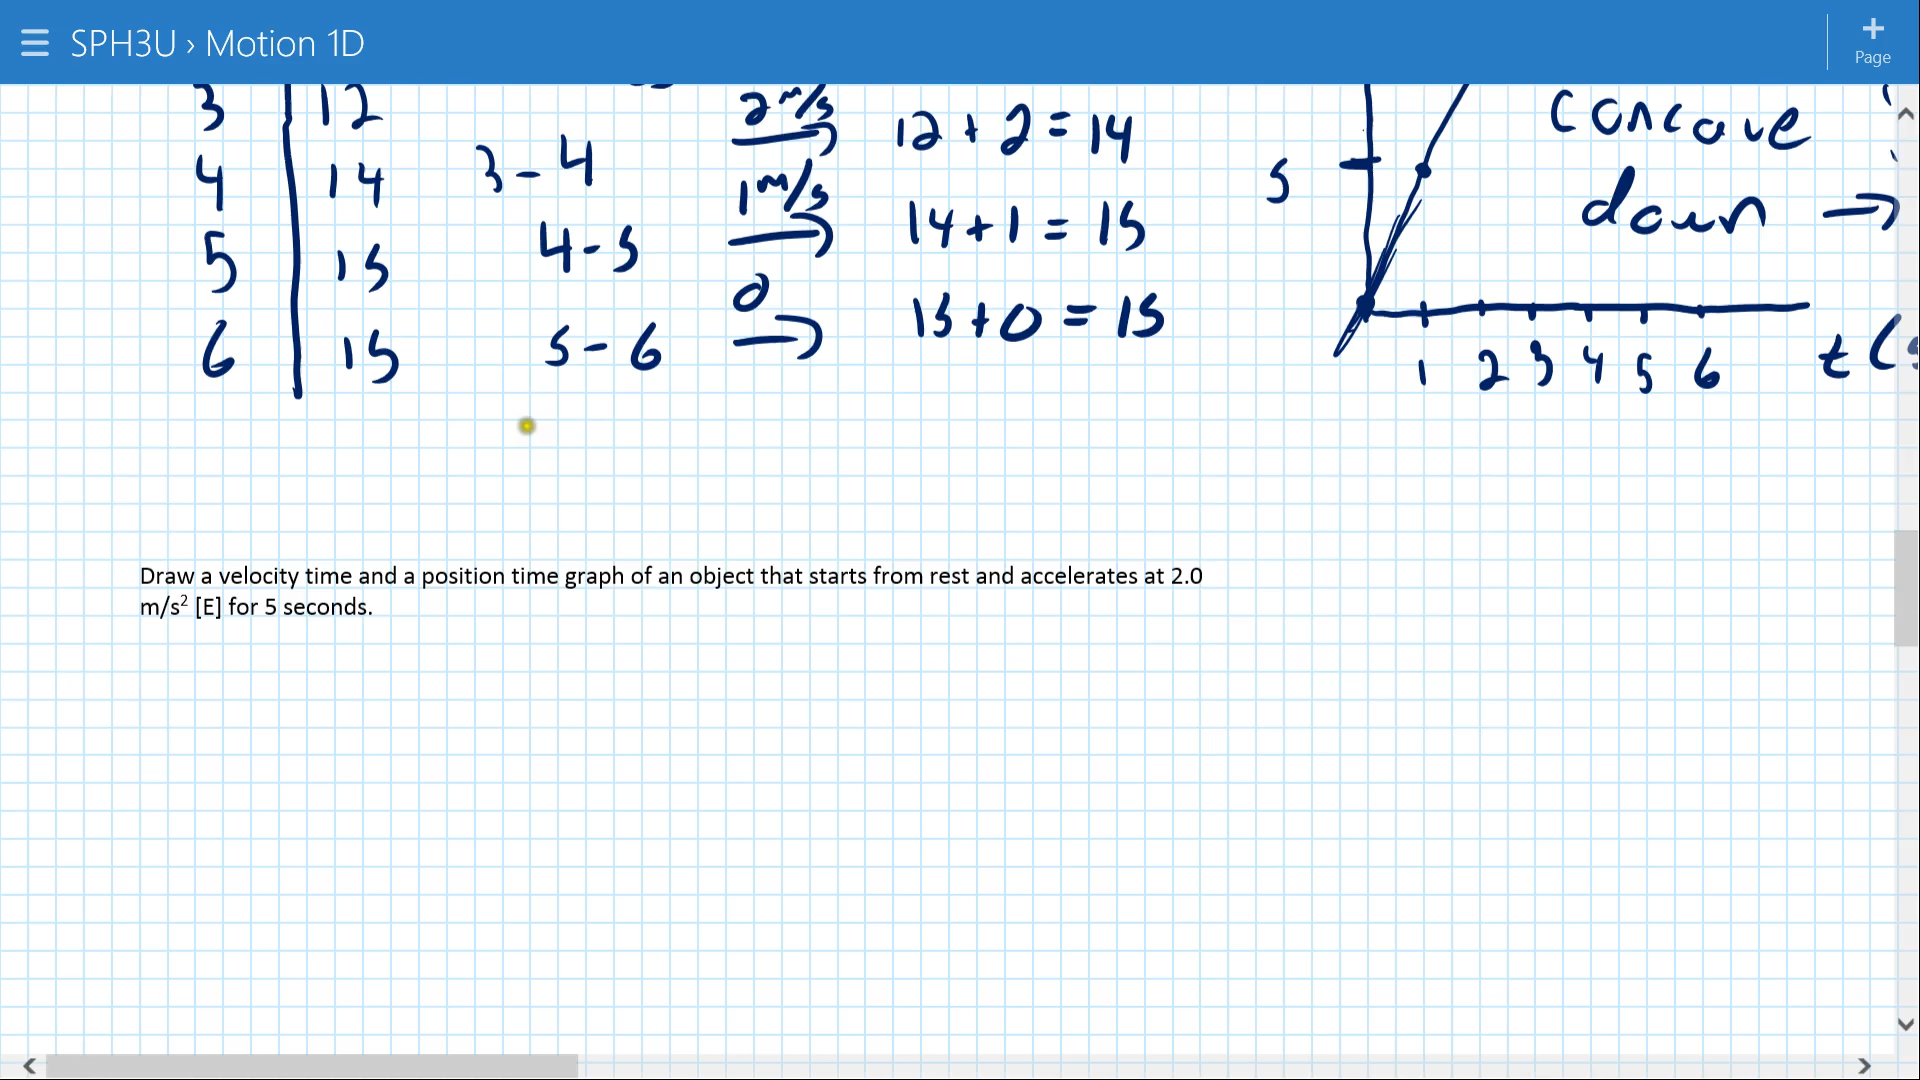 SPH3U › Motion 1D
+
Page
3 12 2 m/s 12 + 2 = 14 concave
4 14 3 - 4 1 m/s 5 down →
5 15 4 - 5 14 + 1 = 15
6 15 5 - 6 0 15 + 0 = 15
1 2 3 4 5 6 t (s
Draw a velocity time and a position time graph of an object that starts from rest and accelerates at 2.0
m/s² [E] for 5 seconds.